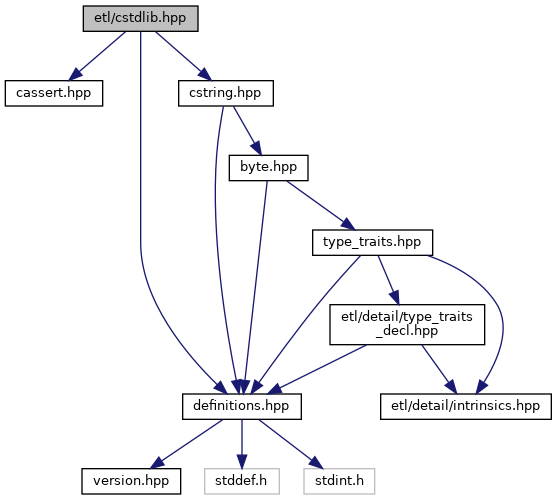 etl/cstdlib.hpp
cassert.hpp
cstring.hpp
byte.hpp
type_traits.hpp
etl/detail/type_traits
_decl.hpp
definitions.hpp
etl/detail/intrinsics.hpp
version.hpp
stddef.h
stdint.h